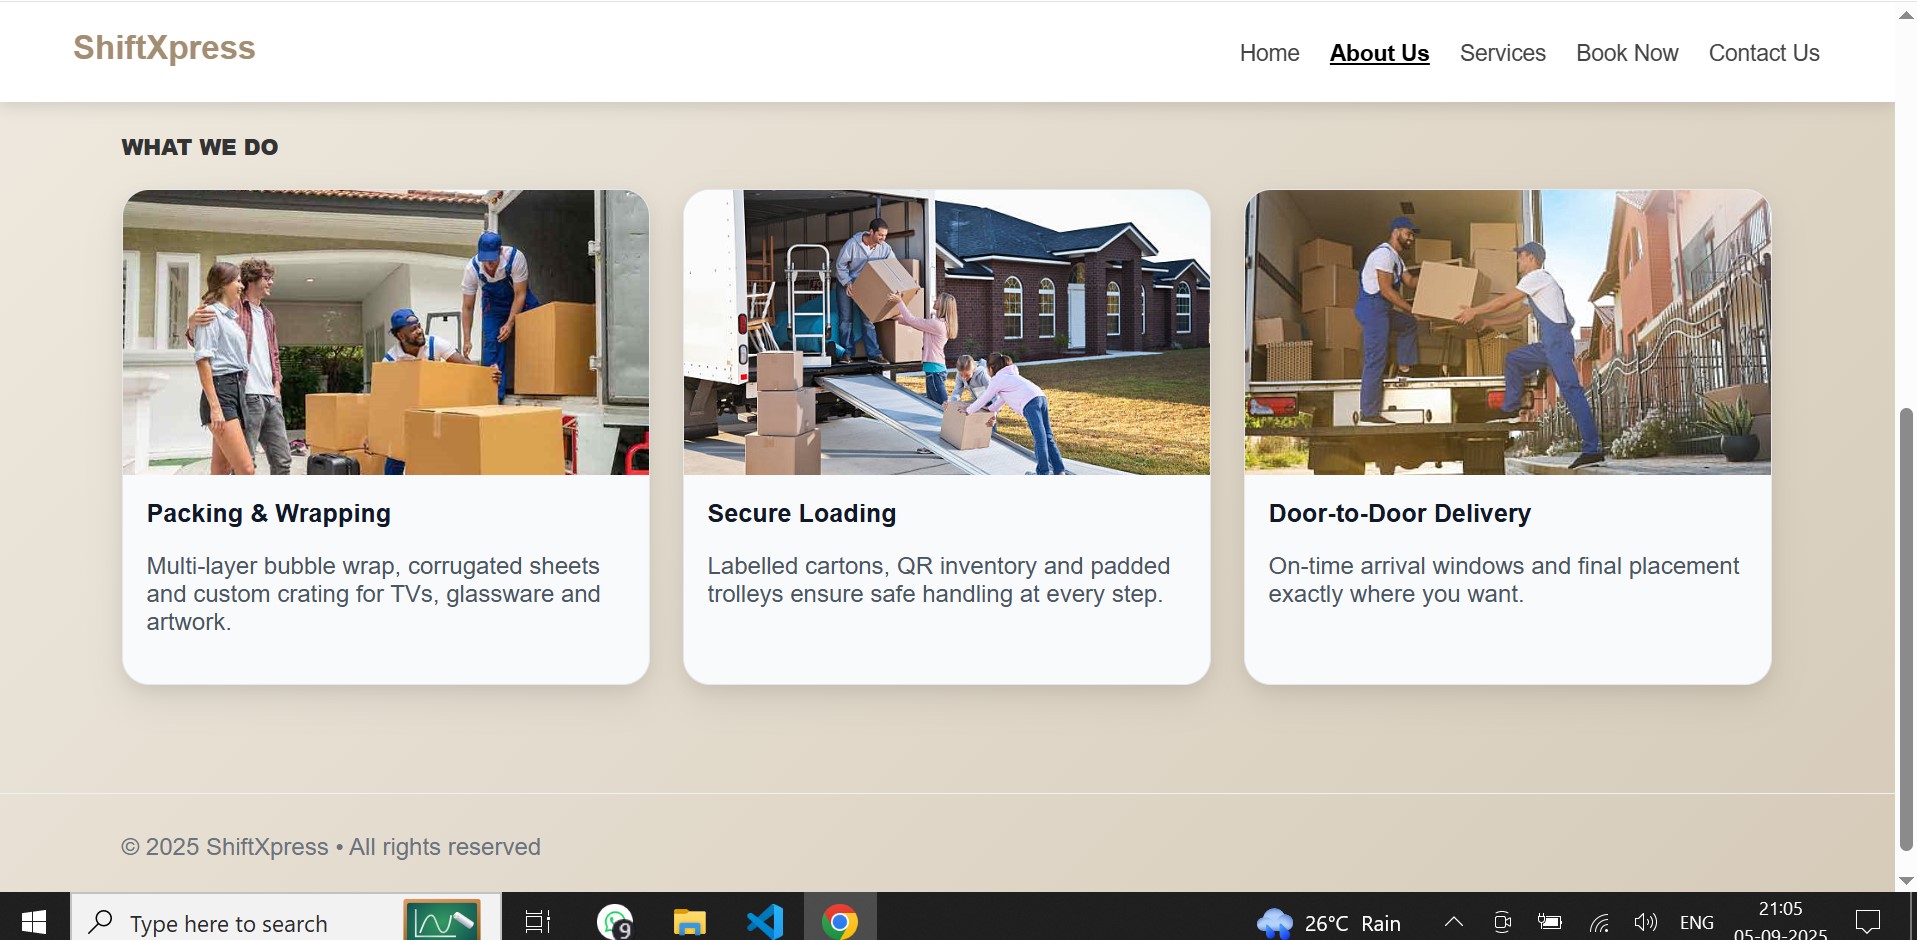 ShiftXpress
Home About Us Services Book Now Contact Us
WHAT WE DO
Packing & Wrapping
Multi-layer bubble wrap, corrugated sheets
and custom crating for TVs, glassware and
artwork.
Secure Loading
Labelled cartons, QR inventory and padded
trolleys ensure safe handling at every step.
Door-to-Door Delivery
On-time arrival windows and final placement
exactly where you want.
© 2025 ShiftXpress • All rights reserved
Type here to search
9
26°C Rain
ENG
21:05
05-09-2025